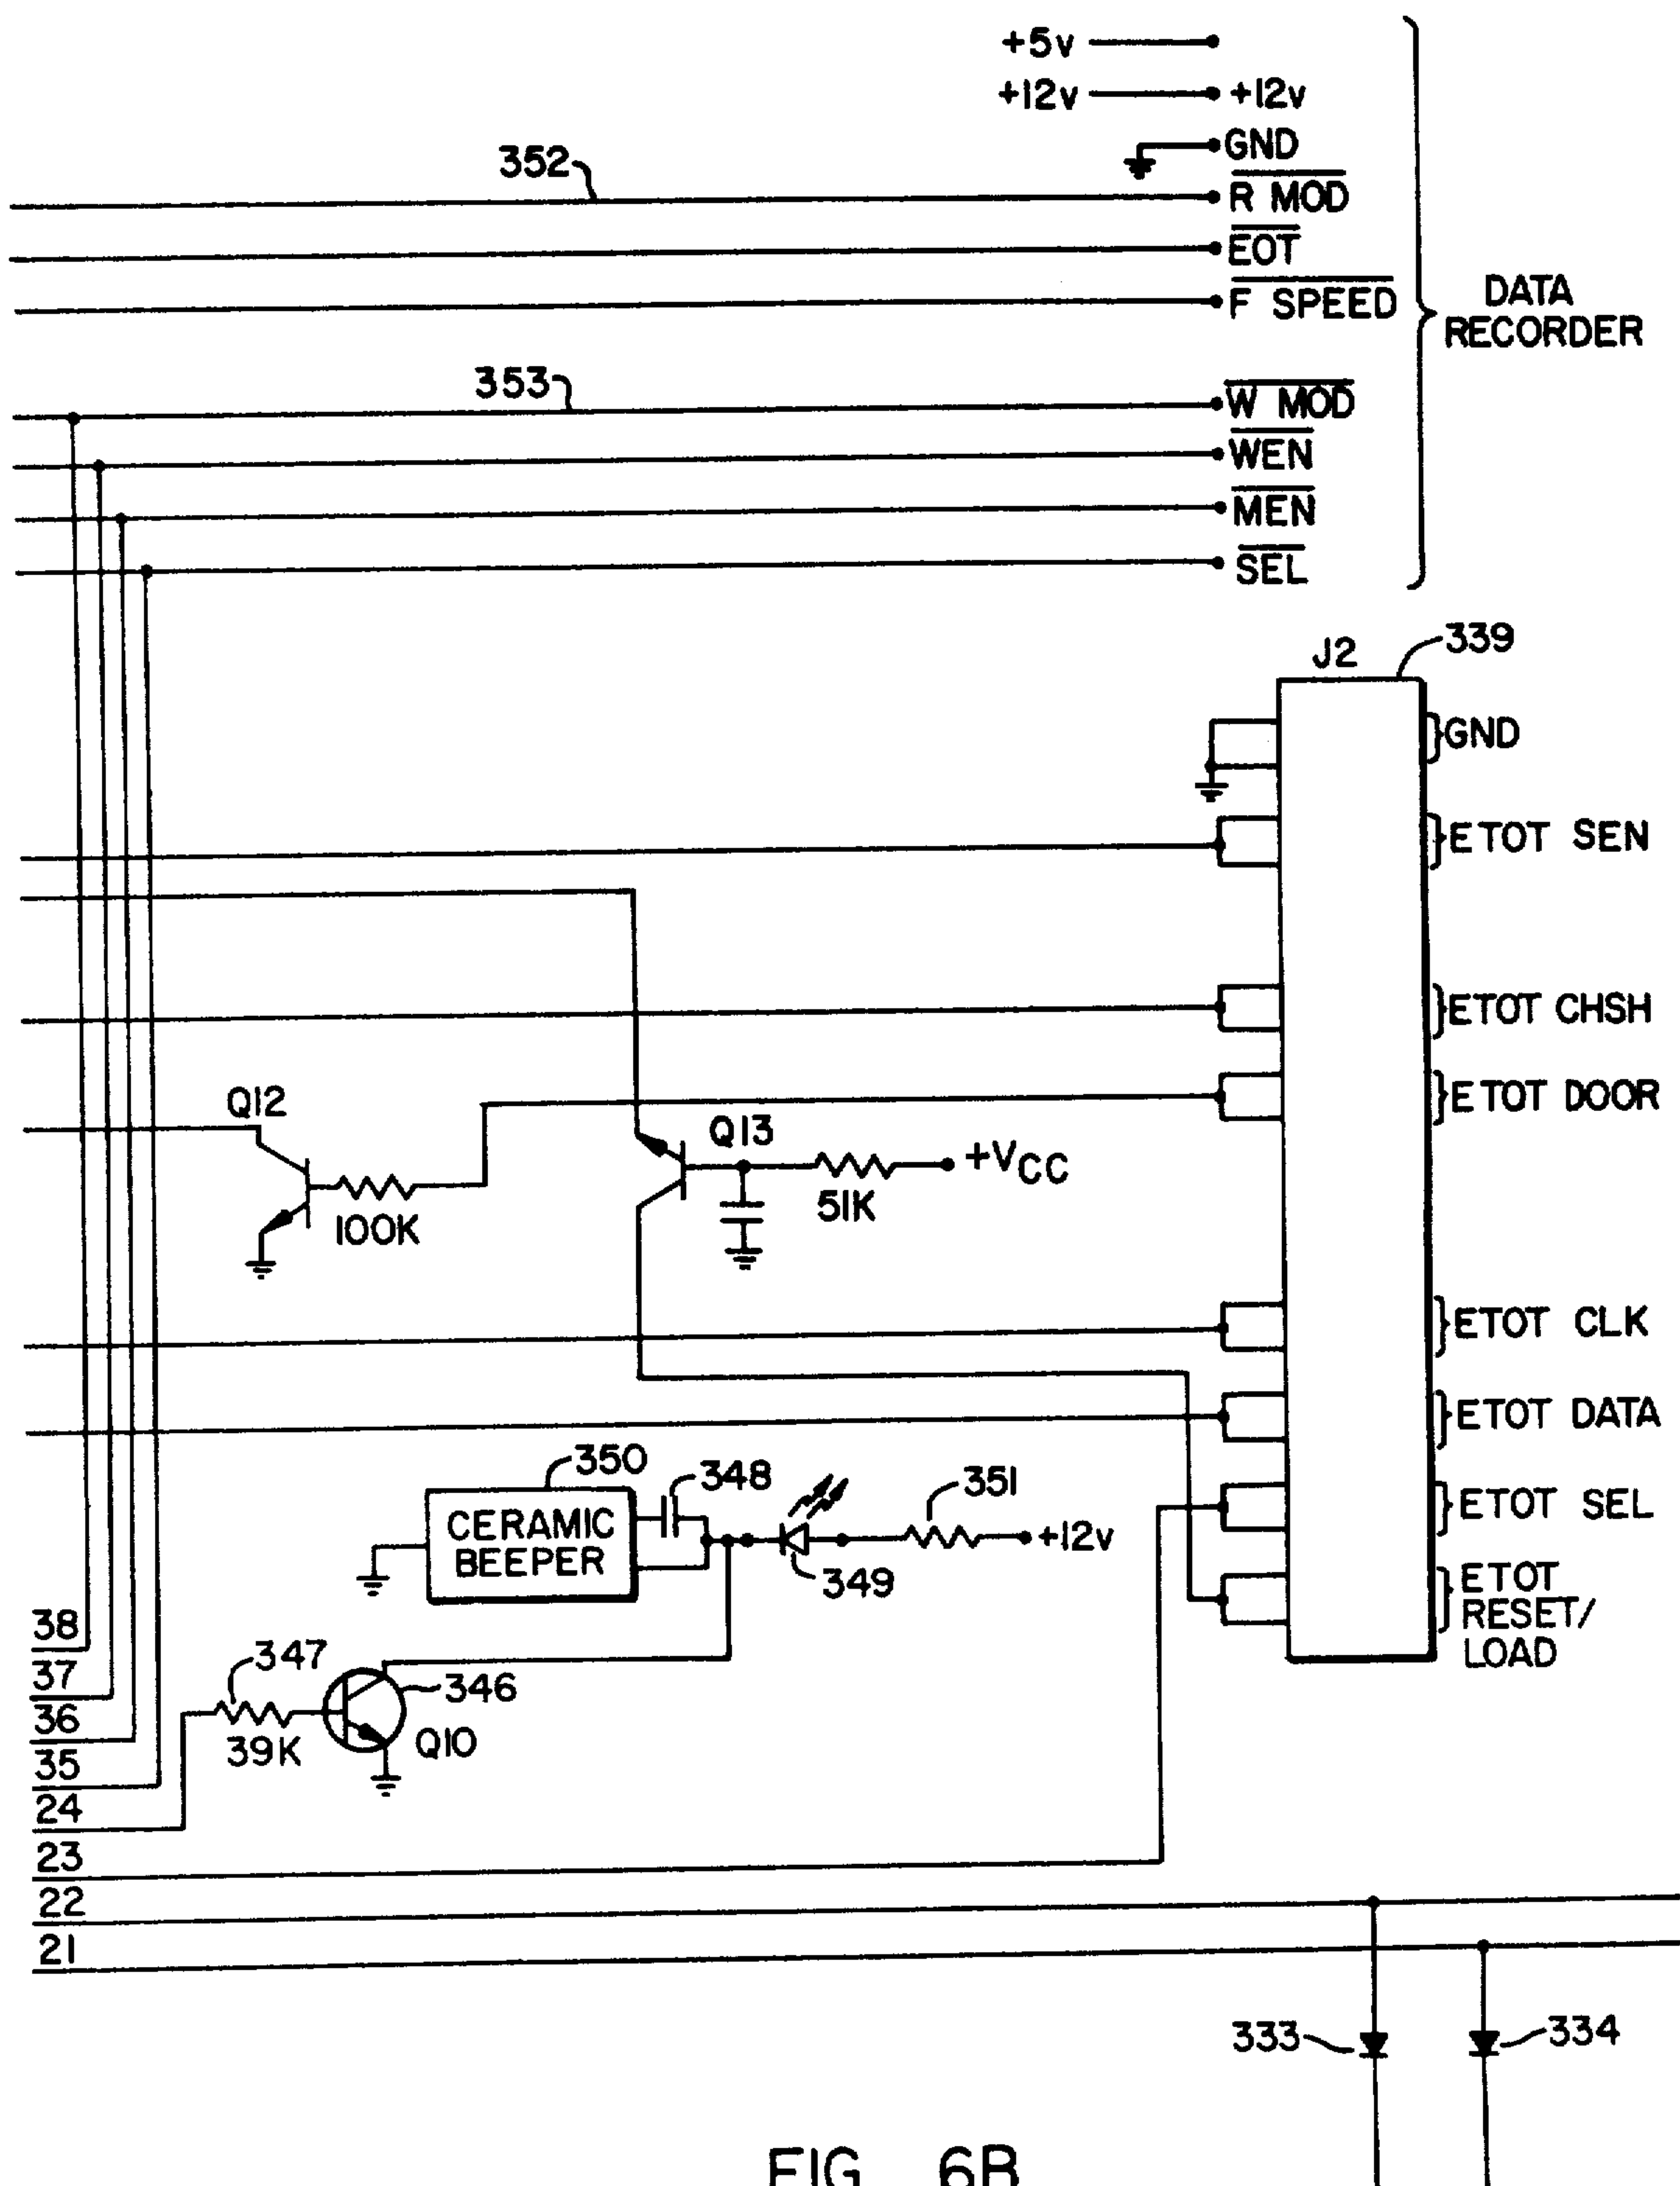 +5v
+12v +12v
GND
352
R MOD
EOT
F SPEED
DATA
RECORDER
353
W MOD
WEN
MEN
SEL
J2
339
GND
ETOT SEN
ETOT CHSH
ETOT DOOR
Q12
Q13
+VCC
100K
51K
ETOT CLK
ETOT DATA
350
348
351
CERAMIC
BEEPER
+12v
349
ETOT SEL
ETOT
RESET/
LOAD
38
37
36
35
24
23
22
21
347
346
39K
Q10
333
334
FIG. 6B